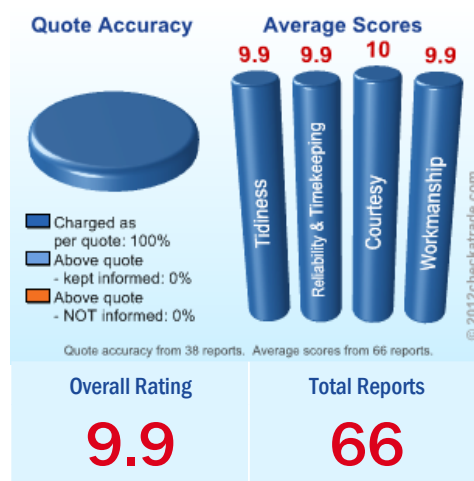 Quote Accuracy
Average Scores
9.9 9.9 10 9.9
Tidiness
Reliability & Timekeeping
Courtesy
Workmanship
Charged as
per quote: 100%
Above quote
- kept informed: 0%
Above quote
- NOT informed: 0%
© 2012checkatrade.com
Quote accuracy from 38 reports. Average scores from 66 reports.
Overall Rating
9.9
Total Reports
66